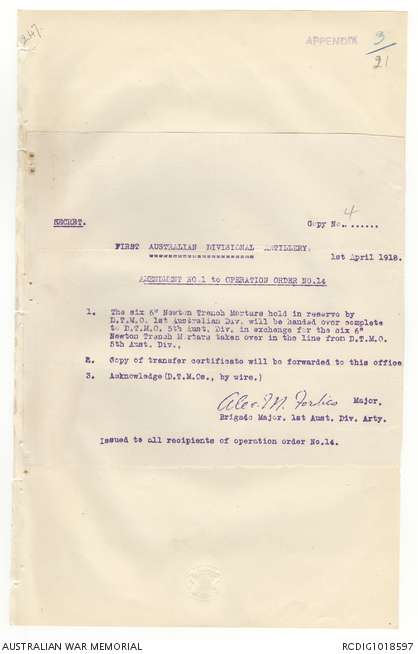 247.
APPENDIX 3/21
SECRET.
Copy No. 4 ......
FIRST AUSTRALIAN DIVISIONAL ARTILLERY.
1st April 1918.
AMENDMENT NO.1 to OPERATION ORDER NO.14
1. The six 6" Newton Trench Mortars held in reserve by
D.T.M.O. 1st Australian Div. will be handed over complete
to D.T.M.O. 5th Aust. Div. in exchange for the six 6"
Newton Trench Mortars taken over in the line from D.T.M.O.
5th Aust. Div.,
2. Copy of transfer certificate will be forwarded to this office
3. Acknowledge (D.T.M.Os., by wire.)
Major.
Brigade Major. 1st Aust. Div. Arty.
Issued to all recipients of operation order No.14.
AUSTRALIAN WAR MEMORIAL
RCDIG1018597